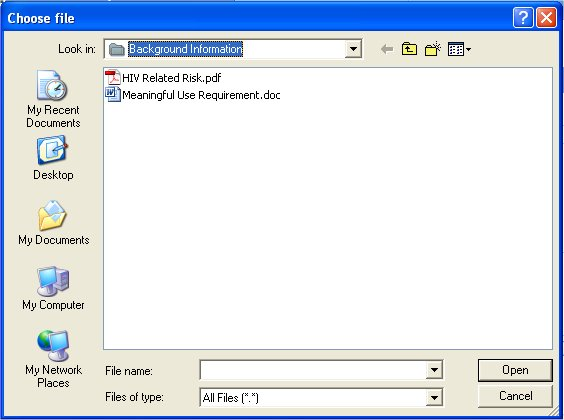 Choose file
Look in:
Background Information
HIV Related Risk.pdf
Meaningful Use Requirement.doc
My Recent
Documents
Desktop
My Documents
My Computer
My Network
Places
File name:
Open
Files of type:
All Files (*.*)
Cancel